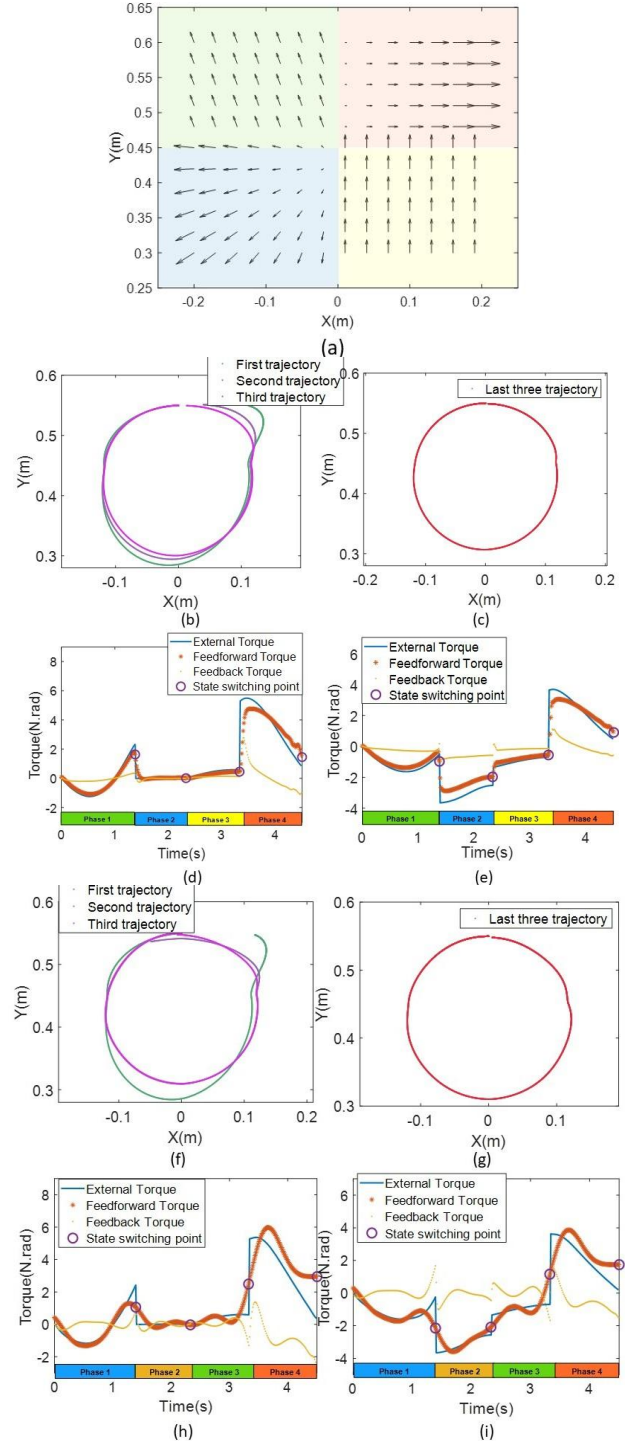 0.65
0.6
0.55
0.5
0.45
0.4
0.35
0.3
0.25
Y(m)
-0.2 -0.1 0 0.1 0.2
X(m)
(a)
First trajectory
Second trajectory
Third trajectory
0.6
0.5
0.4
0.3
Y(m)
-0.1 0 0.1
X(m)
(b)
Last three trajectory
0.6
0.5
0.4
0.3
Y(m)
-0.2 -0.1 0 0.1 0.2
X(m)
(c)
External Torque
Feedforward Torque
Feedback Torque
State switching point
8
6
4
2
0
-2
Torque(N.rad)
Phase 1 Phase 2 Phase 3 Phase 4
0 1 2 3 4
Time(s)
(d)
External Torque
Feedforward Torque
Feedback Torque
State switching point
6
4
2
0
-2
-4
Torque(N.rad)
Phase 1 Phase 2 Phase 3 Phase 4
0 1 2 3 4
Time(s)
(e)
First trajectory
Second trajectory
Third trajectory
0.6
0.5
0.4
0.3
Y(m)
-0.1 0 0.1 0.2
X(m)
(f)
Last three trajectory
0.6
0.5
0.4
0.3
Y(m)
-0.1 0 0.1
X(m)
(g)
External Torque
Feedforward Torque
Feedback Torque
State switching point
8
6
4
2
0
-2
Torque(N.rad)
Phase 1 Phase 2 Phase 3 Phase 4
0 1 2 3 4
Time(s)
(h)
External Torque
Feedforward Torque
Feedback Torque
State switching point
6
4
2
0
-2
-4
Torque(N.rad)
Phase 1 Phase 2 Phase 3 Phase 4
0 1 2 3 4
Time(s)
(i)